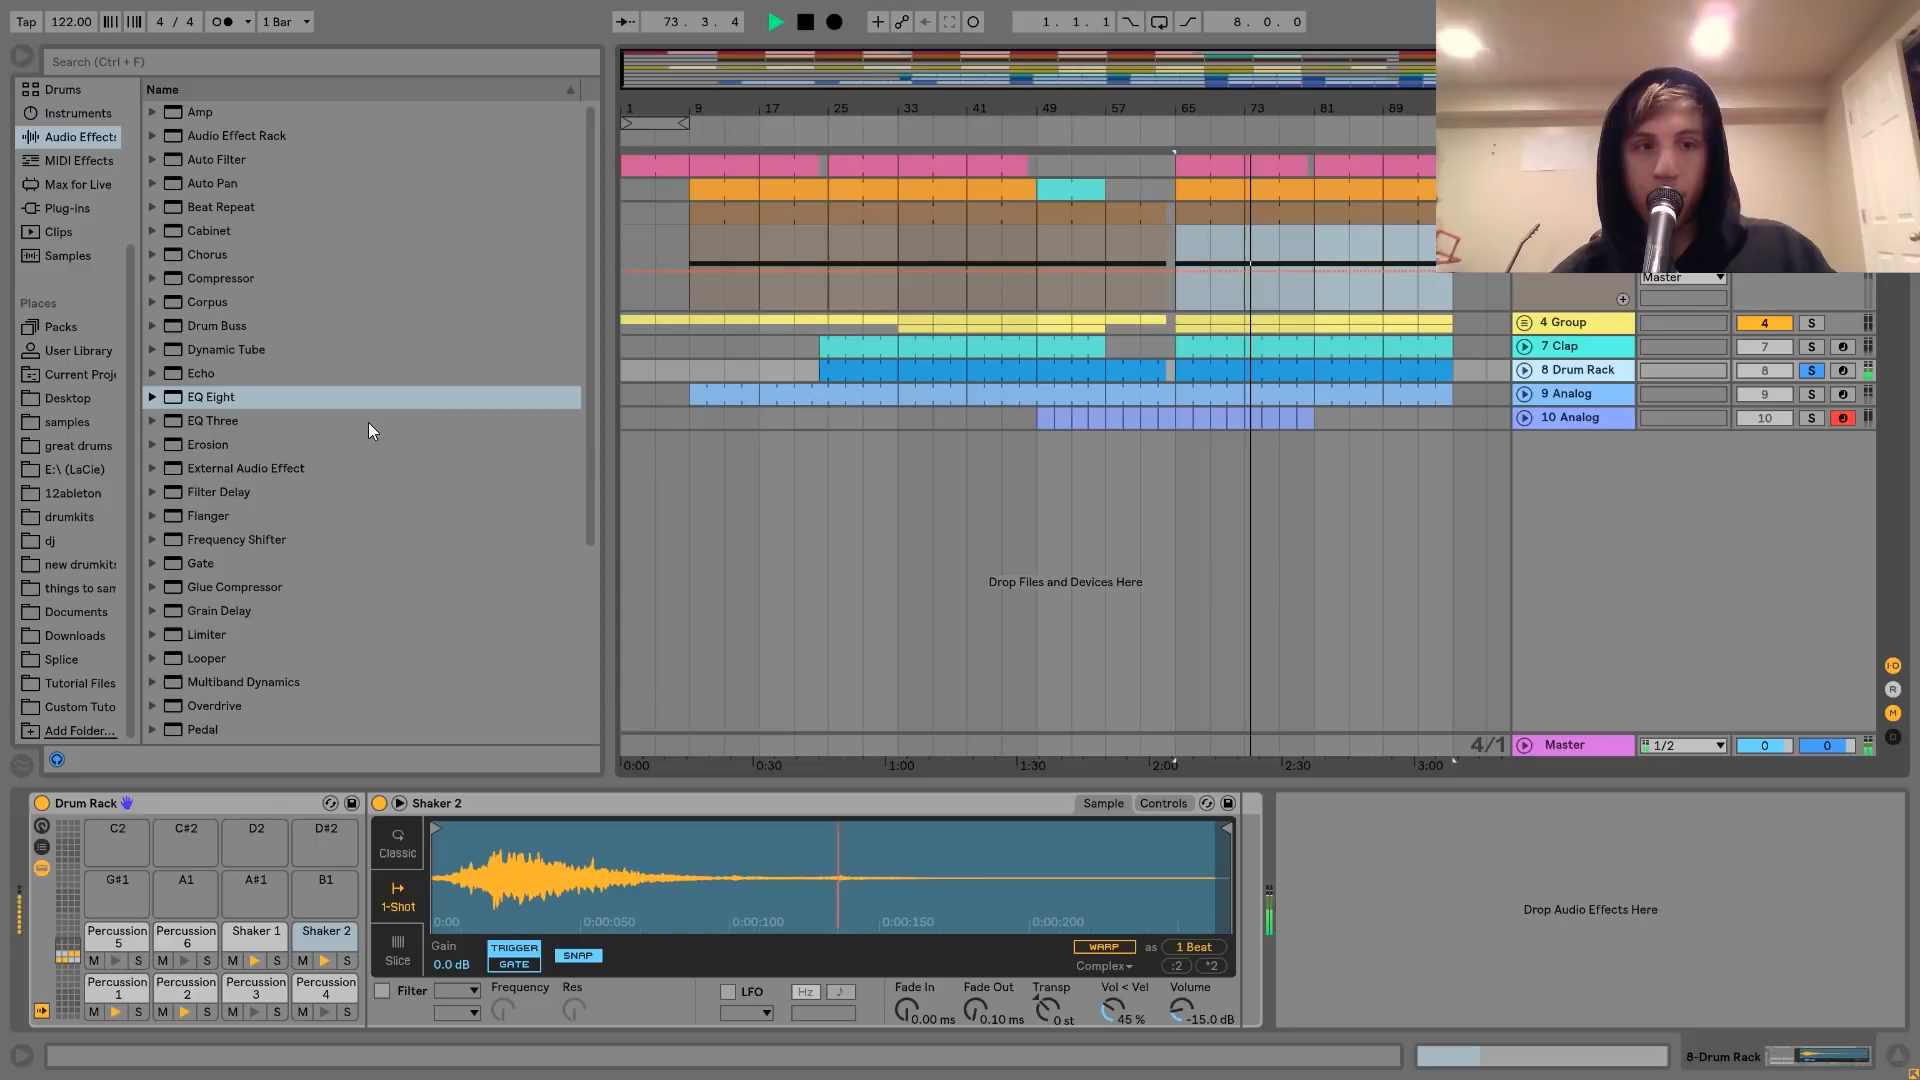 Tap 122.00 4 / 4 1 Bar 73. 3. 4 1. 1. 1 8. 0. 0
Search (Ctrl + F)
Drums
Instruments
Audio Effects
MIDI Effects
Max for Live
Plug-ins
Clips
Samples
Places
Packs
User Library
Current Proje
Desktop
samples
great drums
E:\ (LaCie)
12ableton
drumkits
dj
new drumkits
things to sam
Documents
Downloads
Splice
Tutorial Files
Custom Tuto
Add Folder...
Name
Amp
Audio Effect Rack
Auto Filter
Auto Pan
Beat Repeat
Cabinet
Chorus
Compressor
Corpus
Drum Buss
Dynamic Tube
Echo
EQ Eight
EQ Three
Erosion
External Audio Effect
Filter Delay
Flanger
Frequency Shifter
Gate
Glue Compressor
Grain Delay
Limiter
Looper
Multiband Dynamics
Overdrive
Pedal
1 9 17 25 33 41 49 57 65 73 81 89
Master
4 Group 4 S
7 Clap 7 S
8 Drum Rack 8 S
9 Analog 9 S
10 Analog 10 S
Drop Files and Devices Here
I·O
R
M
D
4/1
Master 1/2 0 0
0:00 0:30 1:00 1:30 2:00 2:30 3:00
Drum Rack
C2 C#2 D2 D#2
G#1 A1 A#1 B1
Percussion 5 Percussion 6 Shaker 1 Shaker 2
M S M S M S M S
Percussion 1 Percussion 2 Percussion 3 Percussion 4
M S M S M S M S
Shaker 2 Sample Controls
Classic
1-Shot
Slice
0:00 0:00:050 0:00:100 0:00:150 0:00:200
Gain
0.0 dB
TRIGGER
GATE
SNAP
WARP as 1 Beat
Complex :2 *2
Filter Frequency Res
LFO Hz
Fade In Fade Out Transp Vol < Vel Volume
0.00 ms 0.10 ms 0 st 45 % -15.0 dB
Drop Audio Effects Here
8-Drum Rack